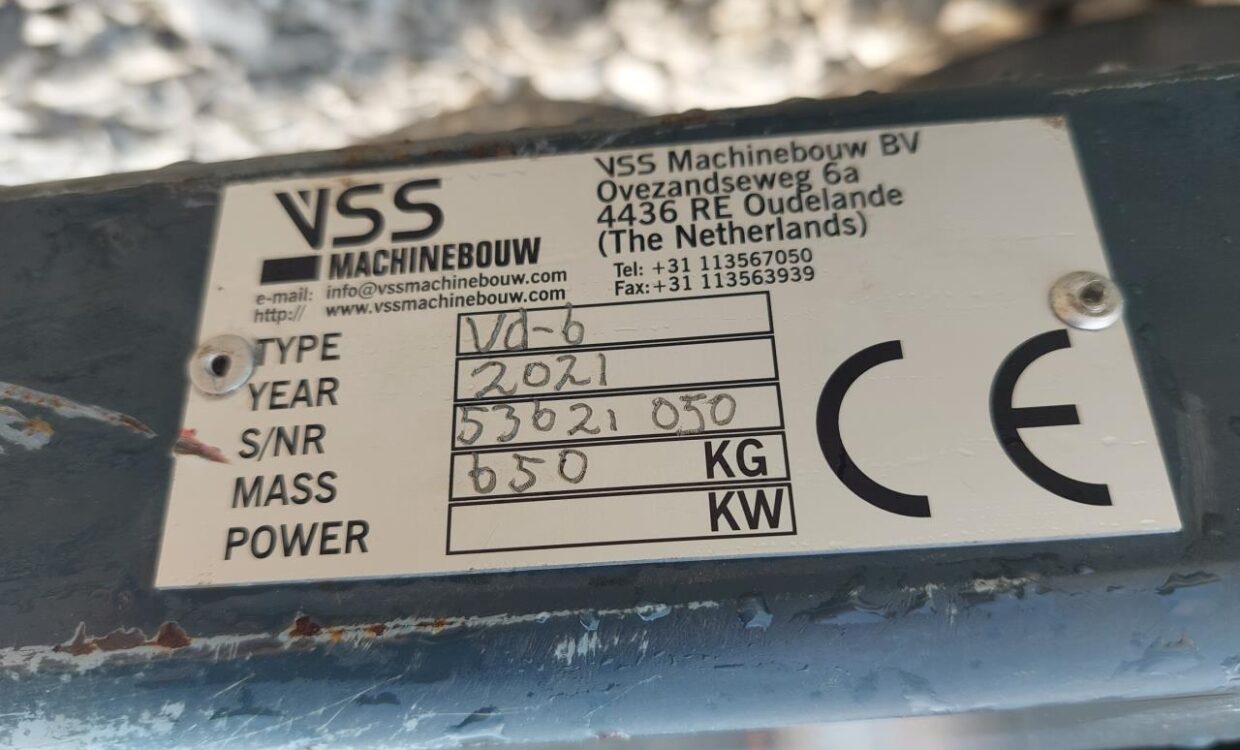 VSS
MACHINEBOUW
e-mail: info@vssmachinebouw.com
http:// www.vssmachinebouw.com
VSS Machinebouw BV
Ovezandseweg 6a
4436 RE Oudelande
(The Netherlands)
Tel: +31 113567050
Fax:+31 113563939
TYPE Vd-6
YEAR 2021
S/NR 53621 050
MASS 650 KG
POWER KW
CE